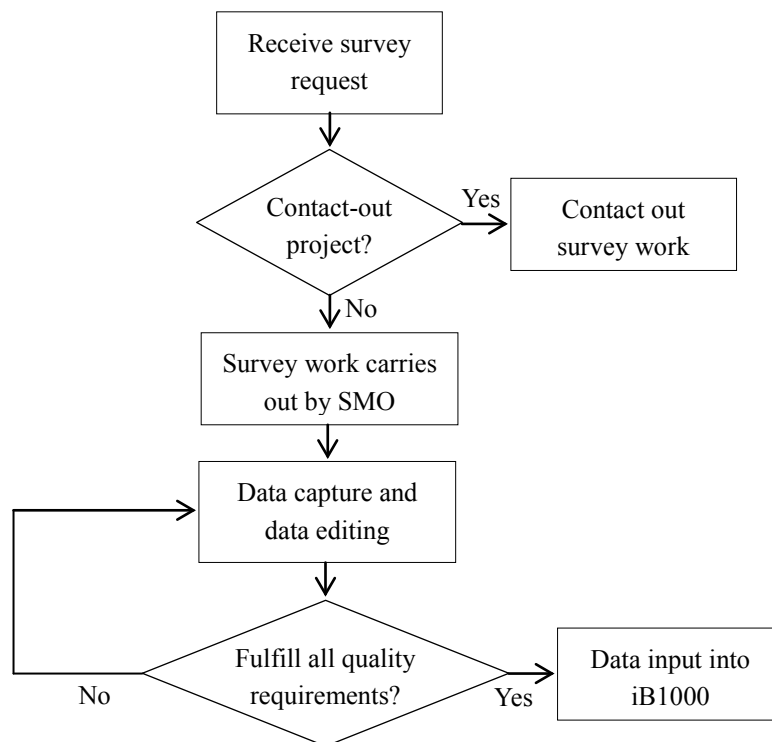 Receive survey
request
Contact-out
project?
Yes
Contact out
survey work
No
Survey work carries
out by SMO
Data capture and
data editing
Fulfill all quality
requirements?
No
Yes
Data input into
iB1000